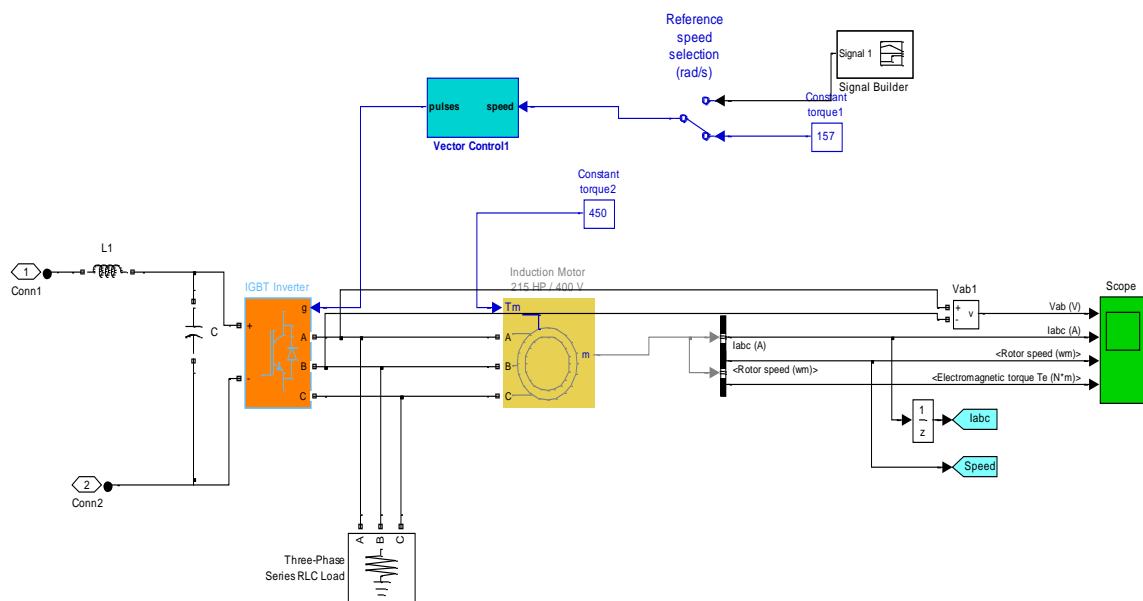 Reference
speed
selection
(rad/s)
Signal 1
Signal Builder
pulses
speed
Vector Control1
Constant
torque1
157
Constant
torque2
450
L1
1
Conn1
IGBT Inverter
Induction Motor
215 HP / 400 V
Vab1
Scope
g
Tm
+
-
v
Vab (V)
+
C
A
A
Iabc (A)
Iabc (A)
m
B
B
<Rotor speed (wm)>
<Rotor speed (wm)>
-
C
C
<Electromagnetic torque Te (N*m)>
1
z
Iabc
Speed
2
Conn2
A
B
C
Three-Phase
Series RLC Load